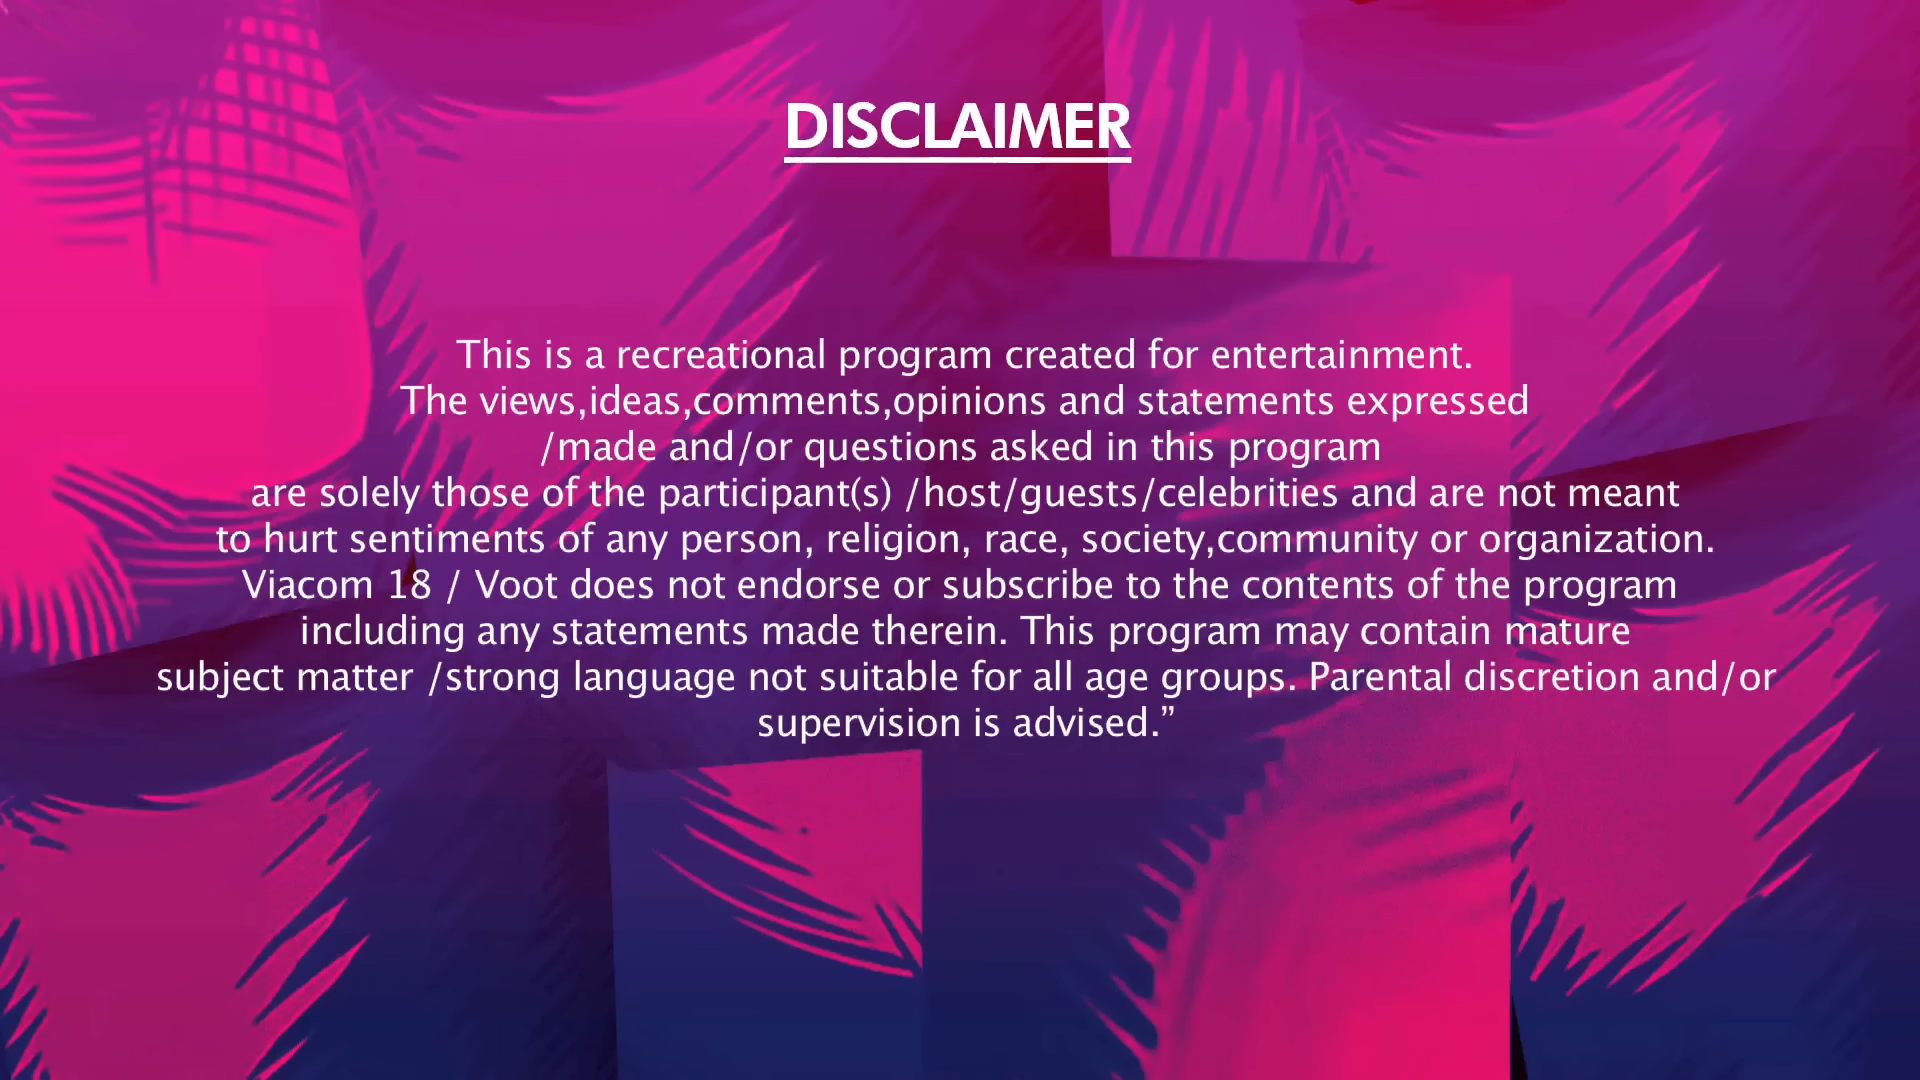 DISCLAIMER
This is a recreational program created for entertainment.
The views,ideas,comments,opinions and statements expressed
/made and/or questions asked in this program
are solely those of the participant(s) /host/guests/celebrities and are not meant
to hurt sentiments of any person, religion, race, society,community or organization.
Viacom 18 / Voot does not endorse or subscribe to the contents of the program
including any statements made therein. This program may contain mature
subject matter /strong language not suitable for all age groups. Parental discretion and/or
supervision is advised.”